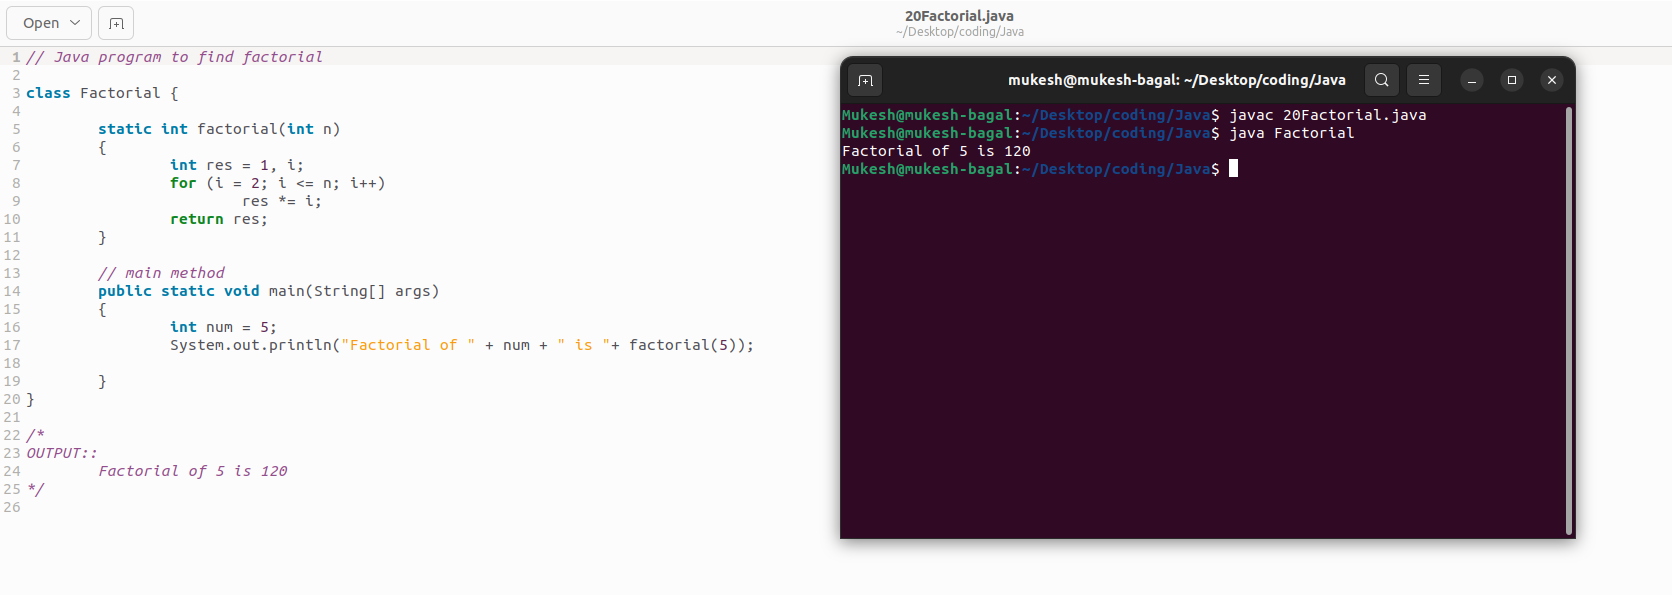 Open
20Factorial.java
~/Desktop/coding/Java
1 // Java program to find factorial
2
3 class Factorial {
4
5 static int factorial(int n)
6 {
7 int res = 1, i;
8 for (i = 2; i <= n; i++)
9 res *= i;
10 return res;
11 }
12
13 // main method
14 public static void main(String[] args)
15 {
16 int num = 5;
17 System.out.println("Factorial of " + num + " is "+ factorial(5));
18
19 }
20 }
21
22 /*
23 OUTPUT::
24 Factorial of 5 is 120
25 */
26
mukesh@mukesh-bagal: ~/Desktop/coding/Java
Mukesh@mukesh-bagal:~/Desktop/coding/Java$ javac 20Factorial.java
Mukesh@mukesh-bagal:~/Desktop/coding/Java$ java Factorial
Factorial of 5 is 120
Mukesh@mukesh-bagal:~/Desktop/coding/Java$